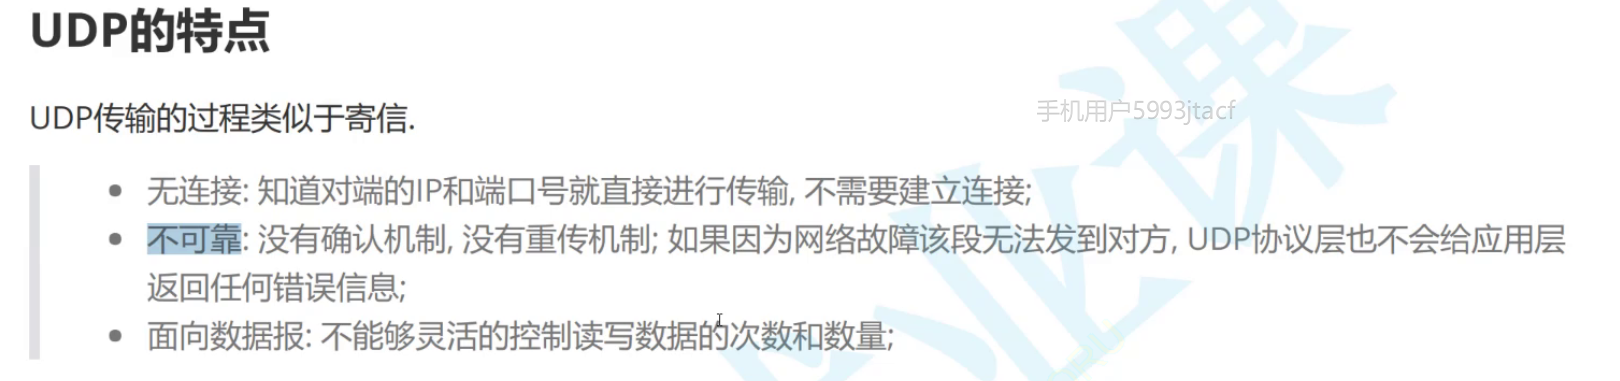 UDP的特点
UDP传输的过程类似于寄信.
手机用户5993jtacf
无连接: 知道对端的IP和端口号就直接进行传输, 不需要建立连接;
不可靠: 没有确认机制, 没有重传机制; 如果因为网络故障该段无法发到对方, UDP协议层也不会给应用层
返回任何错误信息;
面向数据报: 不能够灵活的控制读写数据的次数和数量;
业课